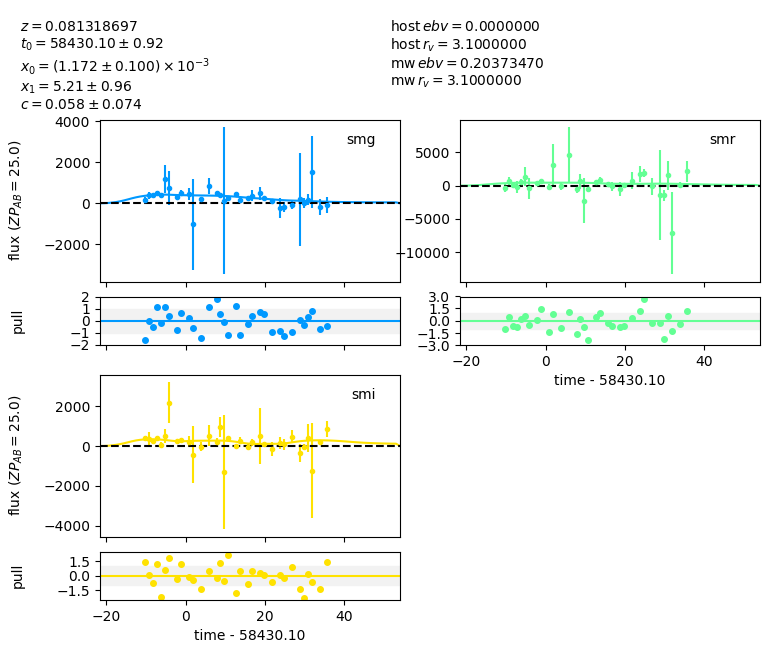 z = 0.081318697
t₀ = 58430.10 ± 0.92
x₀ = (1.172 ± 0.100) × 10⁻³
x₁ = 5.21 ± 0.96
c = 0.058 ± 0.074
host ebv = 0.0000000
host r_v = 3.1000000
mw ebv = 0.20373470
mw r_v = 3.1000000
flux (ZP_AB = 25.0)
4000
2000
0
−2000
smg
5000
0
−5000
−10000
smr
pull
2
1
0
−1
−2
3.0
1.5
0.0
−1.5
−3.0
−20
0
20
40
time - 58430.10
flux (ZP_AB = 25.0)
2000
0
−2000
−4000
smi
pull
1.5
0.0
−1.5
−20
0
20
40
time - 58430.10